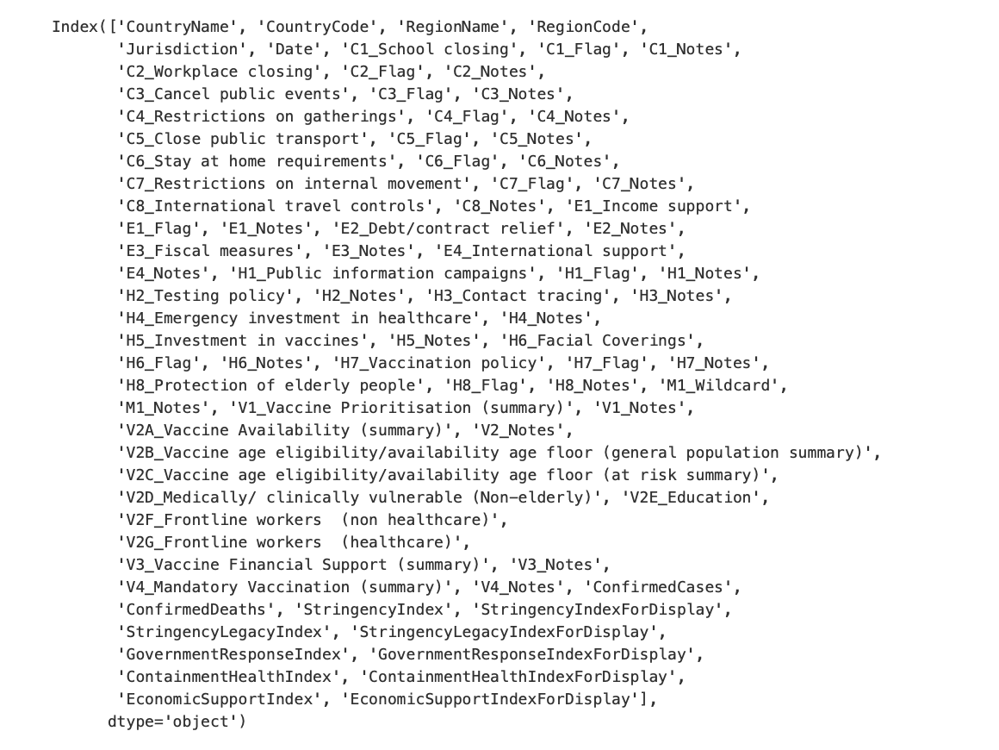 Index(['CountryName', 'CountryCode', 'RegionName', 'RegionCode',
'Jurisdiction', 'Date', 'C1_School closing', 'C1_Flag', 'C1_Notes',
'C2_Workplace closing', 'C2_Flag', 'C2_Notes',
'C3_Cancel public events', 'C3_Flag', 'C3_Notes',
'C4_Restrictions on gatherings', 'C4_Flag', 'C4_Notes',
'C5_Close public transport', 'C5_Flag', 'C5_Notes',
'C6_Stay at home requirements', 'C6_Flag', 'C6_Notes',
'C7_Restrictions on internal movement', 'C7_Flag', 'C7_Notes',
'C8_International travel controls', 'C8_Notes', 'E1_Income support',
'E1_Flag', 'E1_Notes', 'E2_Debt/contract relief', 'E2_Notes',
'E3_Fiscal measures', 'E3_Notes', 'E4_International support',
'E4_Notes', 'H1_Public information campaigns', 'H1_Flag', 'H1_Notes',
'H2_Testing policy', 'H2_Notes', 'H3_Contact tracing', 'H3_Notes',
'H4_Emergency investment in healthcare', 'H4_Notes',
'H5_Investment in vaccines', 'H5_Notes', 'H6_Facial Coverings',
'H6_Flag', 'H6_Notes', 'H7_Vaccination policy', 'H7_Flag', 'H7_Notes',
'H8_Protection of elderly people', 'H8_Flag', 'H8_Notes', 'M1_Wildcard',
'M1_Notes', 'V1_Vaccine Prioritisation (summary)', 'V1_Notes',
'V2A_Vaccine Availability (summary)', 'V2_Notes',
'V2B_Vaccine age eligibility/availability age floor (general population summary)',
'V2C_Vaccine age eligibility/availability age floor (at risk summary)',
'V2D_Medically/ clinically vulnerable (Non-elderly)', 'V2E_Education',
'V2F_Frontline workers  (non healthcare)',
'V2G_Frontline workers  (healthcare)',
'V3_Vaccine Financial Support (summary)', 'V3_Notes',
'V4_Mandatory Vaccination (summary)', 'V4_Notes', 'ConfirmedCases',
'ConfirmedDeaths', 'StringencyIndex', 'StringencyIndexForDisplay',
'StringencyLegacyIndex', 'StringencyLegacyIndexForDisplay',
'GovernmentResponseIndex', 'GovernmentResponseIndexForDisplay',
'ContainmentHealthIndex', 'ContainmentHealthIndexForDisplay',
'EconomicSupportIndex', 'EconomicSupportIndexForDisplay'],
dtype='object')